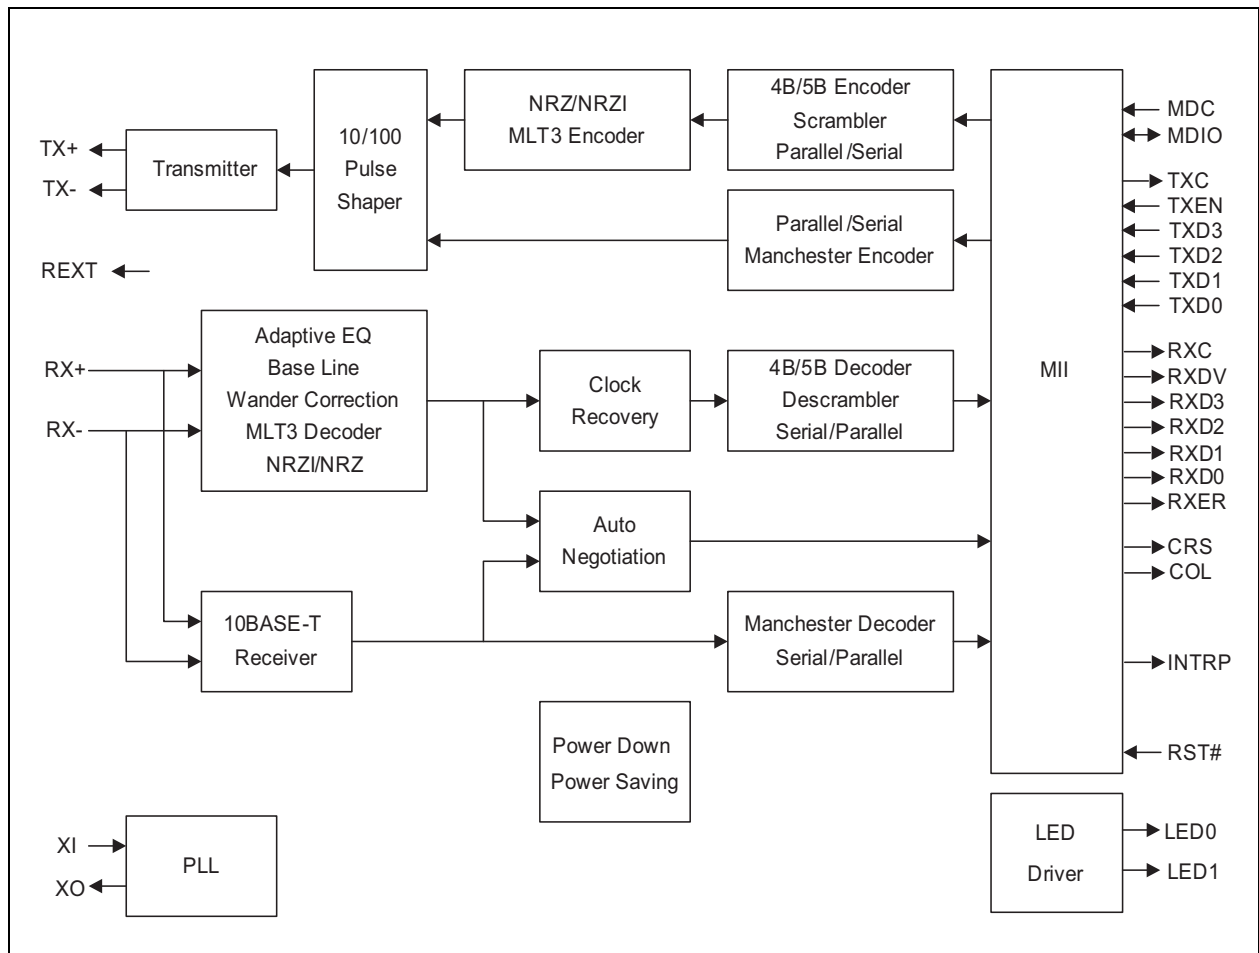 TX+
TX-
REXT
RX+
RX-
XI
XO
Transmitter
10/100
Pulse
Shaper
NRZ/NRZI
MLT3 Encoder
4B/5B Encoder
Scrambler
Parallel/Serial
Parallel/Serial
Manchester Encoder
Adaptive EQ
Base Line
Wander Correction
MLT3 Decoder
NRZI/NRZ
Clock
Recovery
4B/5B Decoder
Descrambler
Serial/Parallel
Auto
Negotiation
10BASE-T
Receiver
Manchester Decoder
Serial/Parallel
Power Down
Power Saving
PLL
MII
LED
Driver
MDC
MDIO
TXC
TXEN
TXD3
TXD2
TXD1
TXD0
RXC
RXDV
RXD3
RXD2
RXD1
RXD0
RXER
CRS
COL
INTRP
RST#
LED0
LED1